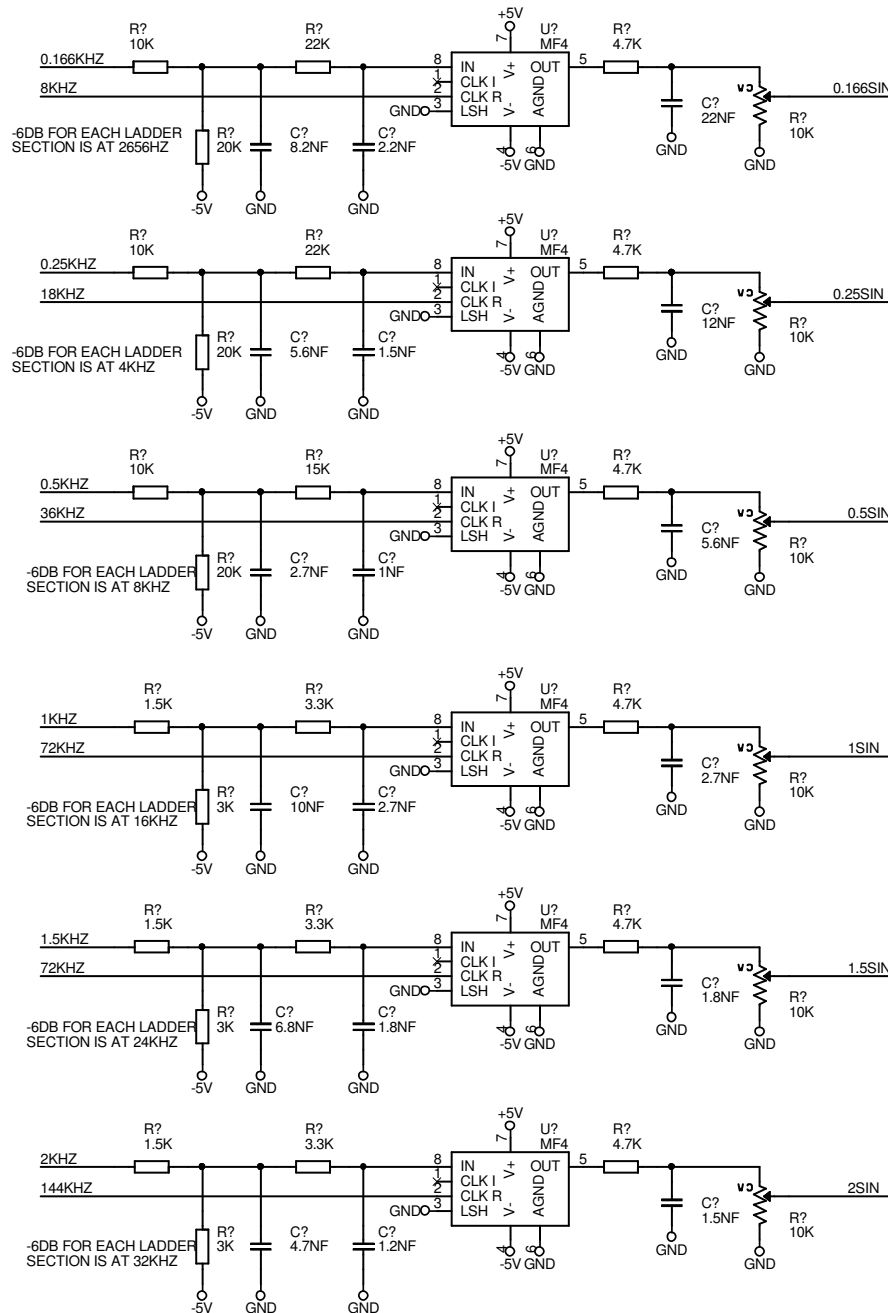 +5V
R? R? U? R?
10K 22K 7 MF4 4.7K
0.166KHZ 8 IN V+ OUT 5
1 CLK I
8KHZ 2 CLK R CW 0.166SIN
GND 3 LSH V- AGND
-6DB FOR EACH LADDER R? C? C? C? R?
SECTION IS AT 2656HZ 20K 8.2NF 2.2NF 22NF 10K
4 6 GND GND
-5V GND
-5V GND GND
+5V
R? R? U? R?
10K 22K 7 MF4 4.7K
0.25KHZ 8 IN V+ OUT 5
1 CLK I
18KHZ 2 CLK R CW 0.25SIN
GND 3 LSH V- AGND
-6DB FOR EACH LADDER R? C? C? C? R?
SECTION IS AT 4KHZ 20K 5.6NF 1.5NF 12NF 10K
4 6 GND GND
-5V GND
-5V GND GND
+5V
R? R? U? R?
10K 15K 7 MF4 4.7K
0.5KHZ 8 IN V+ OUT 5
1 CLK I
36KHZ 2 CLK R CW 0.5SIN
GND 3 LSH V- AGND
-6DB FOR EACH LADDER R? C? C? C? R?
SECTION IS AT 8KHZ 20K 2.7NF 1NF 5.6NF 10K
4 6 GND GND
-5V GND
-5V GND GND
+5V
R? R? U? R?
1.5K 3.3K 7 MF4 4.7K
1KHZ 8 IN V+ OUT 5
1 CLK I
72KHZ 2 CLK R CW 1SIN
GND 3 LSH V- AGND
-6DB FOR EACH LADDER R? C? C? C? R?
SECTION IS AT 16KHZ 3K 10NF 2.7NF 2.7NF 10K
4 6 GND GND
-5V GND
-5V GND GND
+5V
R? R? U? R?
1.5K 3.3K 7 MF4 4.7K
1.5KHZ 8 IN V+ OUT 5
1 CLK I
72KHZ 2 CLK R CW 1.5SIN
GND 3 LSH V- AGND
-6DB FOR EACH LADDER R? C? C? C? R?
SECTION IS AT 24KHZ 3K 6.8NF 1.8NF 1.8NF 10K
4 6 GND GND
-5V GND
-5V GND GND
+5V
R? R? U? R?
1.5K 3.3K 7 MF4 4.7K
2KHZ 8 IN V+ OUT 5
1 CLK I
144KHZ 2 CLK R CW 2SIN
GND 3 LSH V- AGND
-6DB FOR EACH LADDER R? C? C? C? R?
SECTION IS AT 32KHZ 3K 4.7NF 1.2NF 1.5NF 10K
4 6 GND GND
-5V GND
-5V GND GND